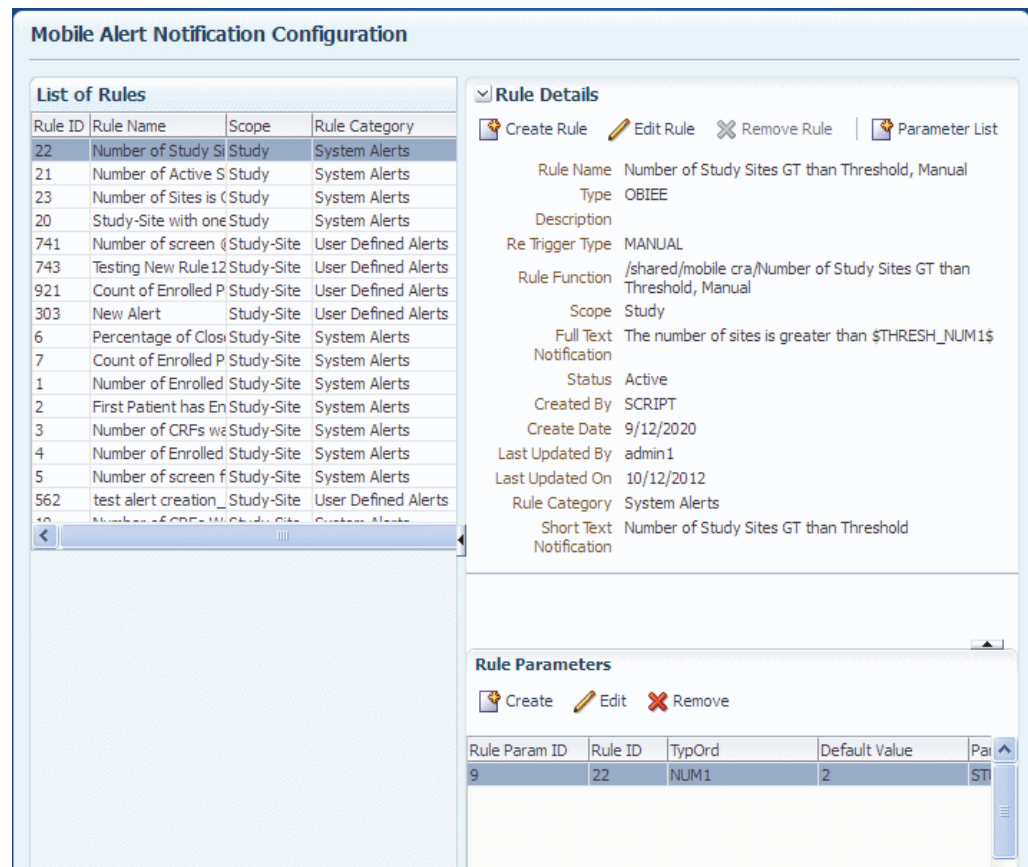 Mobile Alert Notification Configuration
List of Rules
Rule ID Rule Name Scope Rule Category
22 Number of Study Si Study System Alerts
21 Number of Active S Study System Alerts
23 Number of Sites is Study System Alerts
20 Study-Site with one Study System Alerts
741 Number of screen Study-Site User Defined Alerts
743 Testing New Rule12 Study-Site User Defined Alerts
921 Count of Enrolled P Study-Site User Defined Alerts
303 New Alert Study-Site User Defined Alerts
6 Percentage of Clos Study-Site System Alerts
7 Count of Enrolled P Study-Site System Alerts
1 Number of Enrolled Study-Site System Alerts
2 First Patient has En Study-Site System Alerts
3 Number of CRFs wa Study-Site System Alerts
4 Number of Enrolled Study-Site System Alerts
5 Number of screen f Study-Site System Alerts
562 test alert creation_ Study-Site User Defined Alerts
Rule Details
Create Rule Edit Rule Remove Rule Parameter List
Rule Name Number of Study Sites GT than Threshold, Manual
Type OBIEE
Description
Re Trigger Type MANUAL
Rule Function /shared/mobile cra/Number of Study Sites GT than
Threshold, Manual
Scope Study
Full Text Notification The number of sites is greater than $THRESH_NUM1$
Status Active
Created By SCRIPT
Create Date 9/12/2020
Last Updated By admin1
Last Updated On 10/12/2012
Rule Category System Alerts
Short Text Notification Number of Study Sites GT than Threshold
Rule Parameters
Create Edit Remove
Rule Param ID Rule ID TypOrd Default Value Par
9 22 NUM1 2 ST